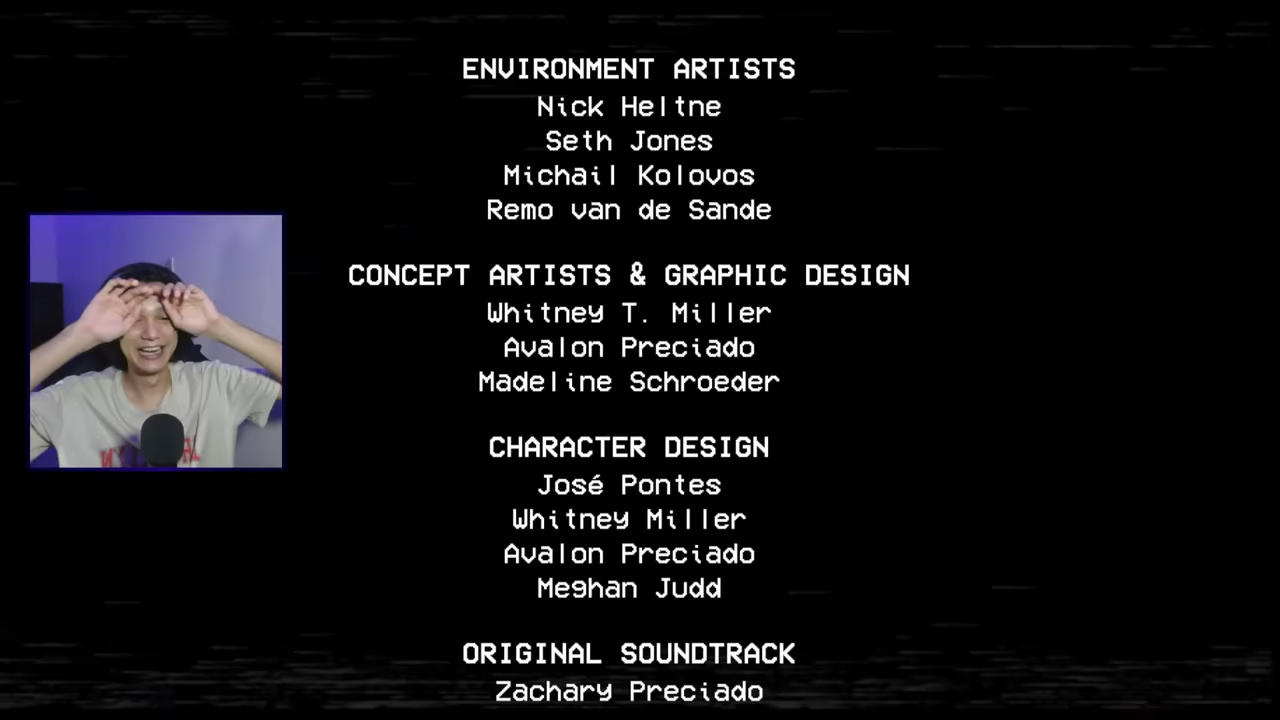 ENVIRONMENT ARTISTS
Nick Heltne
Seth Jones
Michail Kolovos
Remo van de Sande
CONCEPT ARTISTS & GRAPHIC DESIGN
Whitney T. Miller
Avalon Preciado
Madeline Schroeder
CHARACTER DESIGN
José Pontes
Whitney Miller
Avalon Preciado
Meghan Judd
ORIGINAL SOUNDTRACK
Zachary Preciado